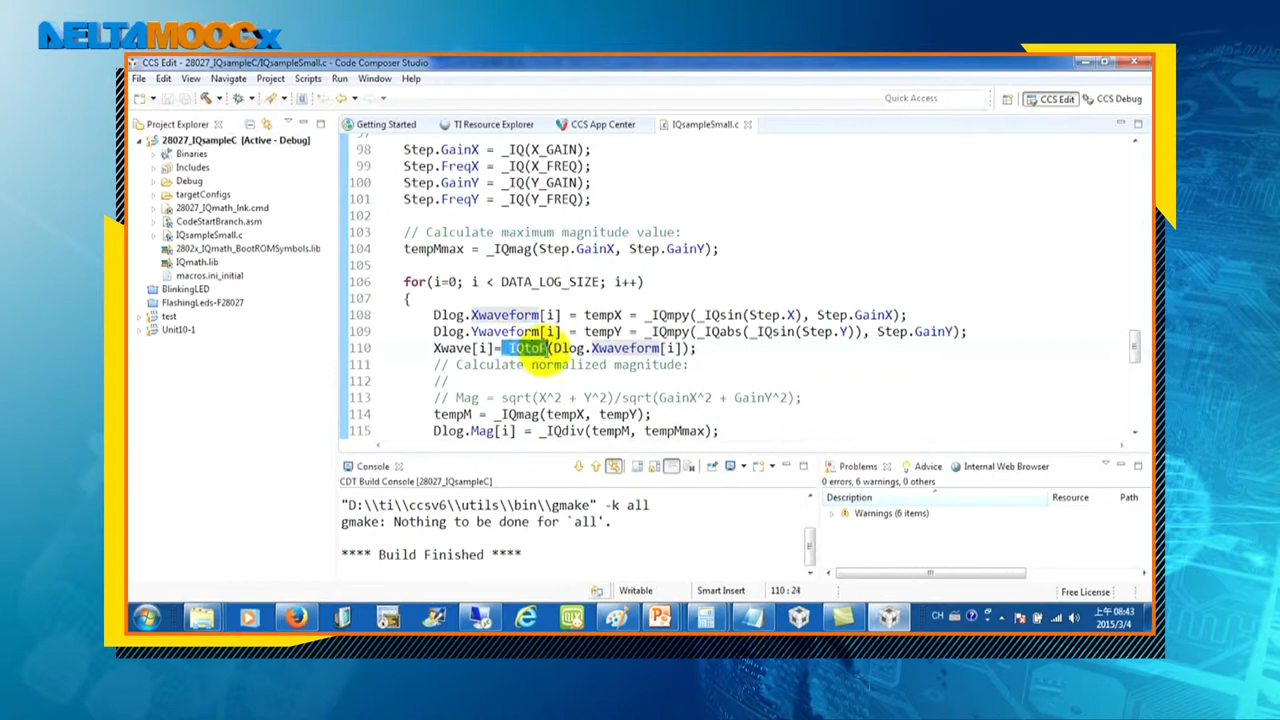 DELTAMOOCx
CCS Edit - 28027_IQsampleC/IQsampleSmall.c - Code Composer Studio
File Edit View Navigate Project Scripts Run Window Help
Quick Access
CCS Edit
CCS Debug
Project Explorer
28027_IQsampleC [Active - Debug]
Binaries
Includes
Debug
targetConfigs
28027_IQmath_lnk.cmd
CodeStartBranch.asm
IQsampleSmall.c
2802x_IQmath_BootROMSymbols.lib
IQmath.lib
macros.ini_initial
BlinkingLED
FlashingLeds-F28027
test
Unit10-1
Getting Started
TI Resource Explorer
CCS App Center
IQsampleSmall.c
98 Step.GainX = _IQ(X_GAIN);
99 Step.FreqX = _IQ(X_FREQ);
100 Step.GainY = _IQ(Y_GAIN);
101 Step.FreqY = _IQ(Y_FREQ);
102
103 // Calculate maximum magnitude value:
104 tempMmax = _IQmag(Step.GainX, Step.GainY);
105
106 for(i=0; i < DATA_LOG_SIZE; i++)
107 {
108 Dlog.Xwaveform[i] = tempX = _IQmpy(_IQsin(Step.X), Step.GainX);
109 Dlog.Ywaveform[i] = tempY = _IQmpy(_IQabs(_IQsin(Step.Y)), Step.GainY);
110 Xwave[i]=_IQtoF(Dlog.Xwaveform[i]);
111 // Calculate normalized magnitude:
112 //
113 // Mag = sqrt(X^2 + Y^2)/sqrt(GainX^2 + GainY^2);
114 tempM = _IQmag(tempX, tempY);
115 Dlog.Mag[i] = _IQdiv(tempM, tempMmax);
Console
CDT Build Console [28027_IQsampleC]
"D:\\ti\\ccsv6\\utils\\bin\\gmake" -k all
gmake: Nothing to be done for `all'.
**** Build Finished ****
Problems
Advice
Internal Web Browser
0 errors, 6 warnings, 0 others
Description Resource Path
Warnings (6 items)
Writable
Smart Insert
110 : 24
Free License
CH
上午 08:43
2015/3/4